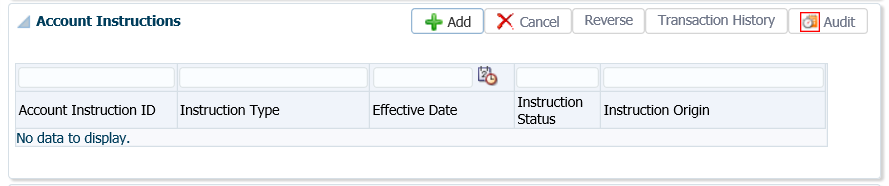 Account Instructions
Add Cancel Reverse Transaction History Audit
Account Instruction ID Instruction Type Effective Date Instruction Status Instruction Origin
No data to display.